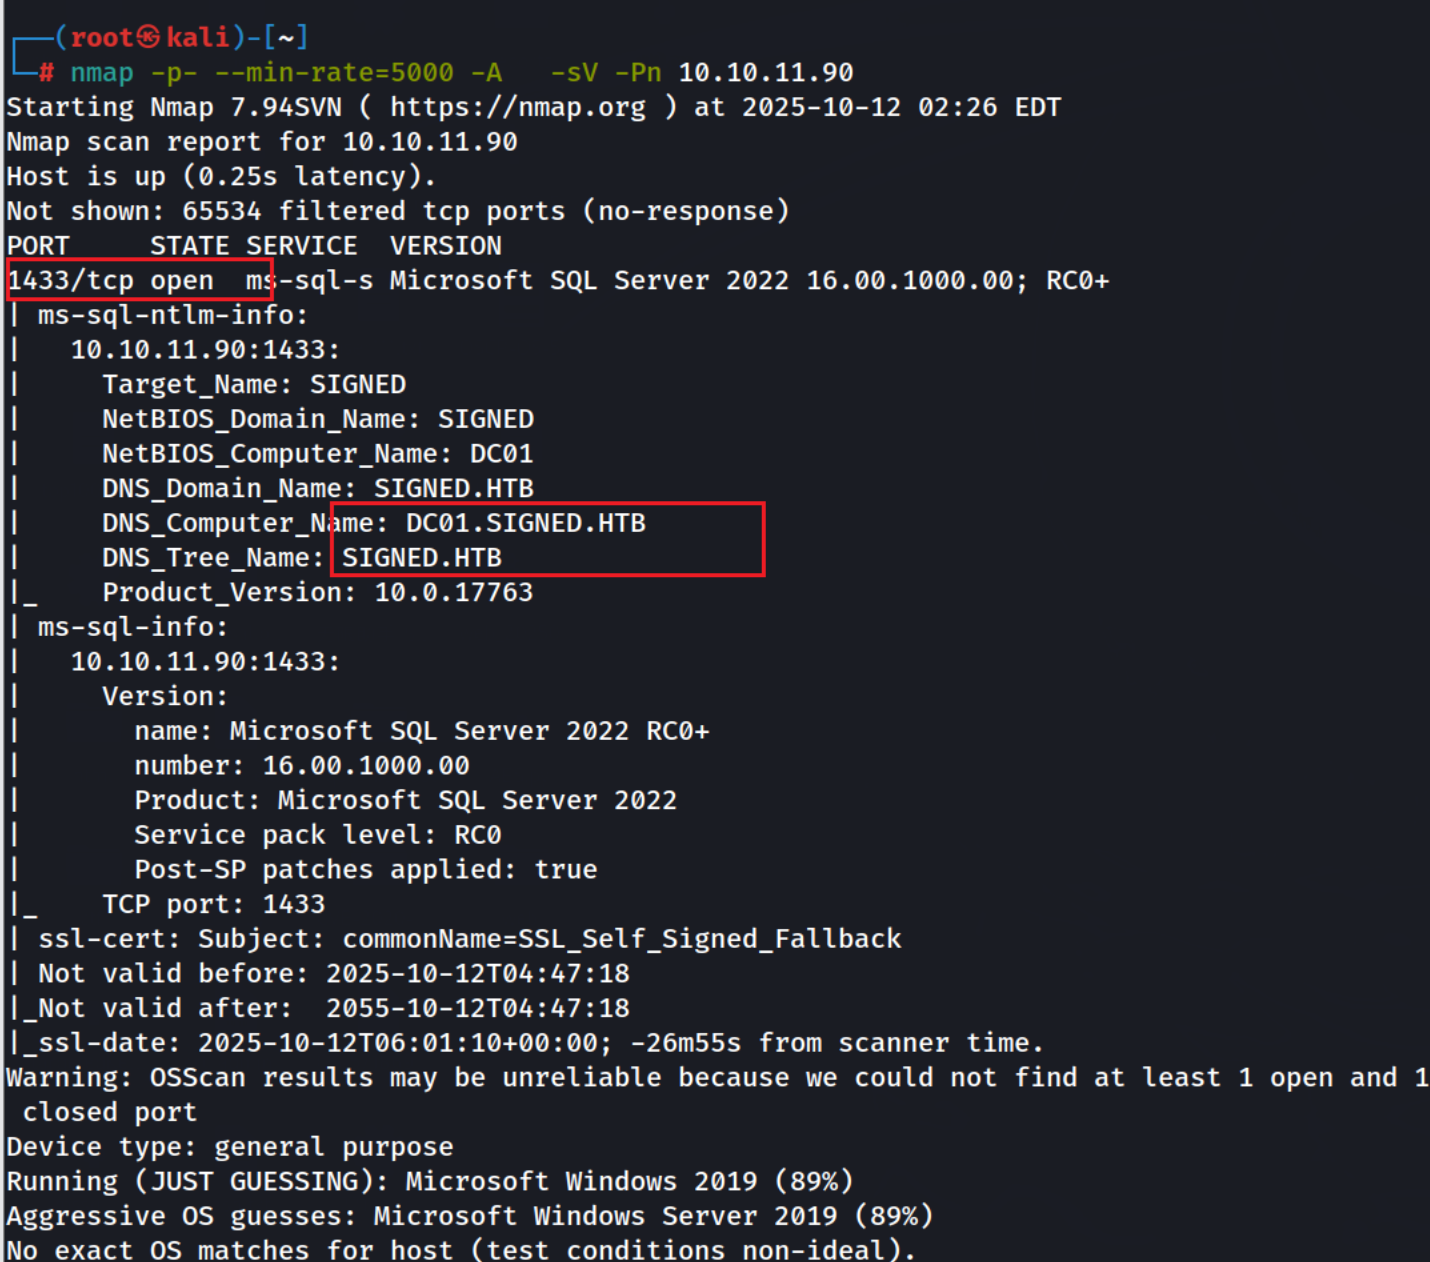 ┌──(root㉿kali)-[~]
└─# nmap -p- --min-rate=5000 -A   -sV -Pn 10.10.11.90
Starting Nmap 7.94SVN ( https://nmap.org ) at 2025-10-12 02:26 EDT
Nmap scan report for 10.10.11.90
Host is up (0.25s latency).
Not shown: 65534 filtered tcp ports (no-response)
PORT     STATE SERVICE  VERSION
1433/tcp open  ms-sql-s Microsoft SQL Server 2022 16.00.1000.00; RC0+
| ms-sql-ntlm-info:
|   10.10.11.90:1433:
|     Target_Name: SIGNED
|     NetBIOS_Domain_Name: SIGNED
|     NetBIOS_Computer_Name: DC01
|     DNS_Domain_Name: SIGNED.HTB
|     DNS_Computer_Name: DC01.SIGNED.HTB
|     DNS_Tree_Name: SIGNED.HTB
|_    Product_Version: 10.0.17763
| ms-sql-info:
|   10.10.11.90:1433:
|     Version:
|       name: Microsoft SQL Server 2022 RC0+
|       number: 16.00.1000.00
|       Product: Microsoft SQL Server 2022
|       Service pack level: RC0
|       Post-SP patches applied: true
|_    TCP port: 1433
| ssl-cert: Subject: commonName=SSL_Self_Signed_Fallback
| Not valid before: 2025-10-12T04:47:18
|_Not valid after:  2055-10-12T04:47:18
|_ssl-date: 2025-10-12T06:01:10+00:00; -26m55s from scanner time.
Warning: OSScan results may be unreliable because we could not find at least 1 open and 1
 closed port
Device type: general purpose
Running (JUST GUESSING): Microsoft Windows 2019 (89%)
Aggressive OS guesses: Microsoft Windows Server 2019 (89%)
No exact OS matches for host (test conditions non-ideal).